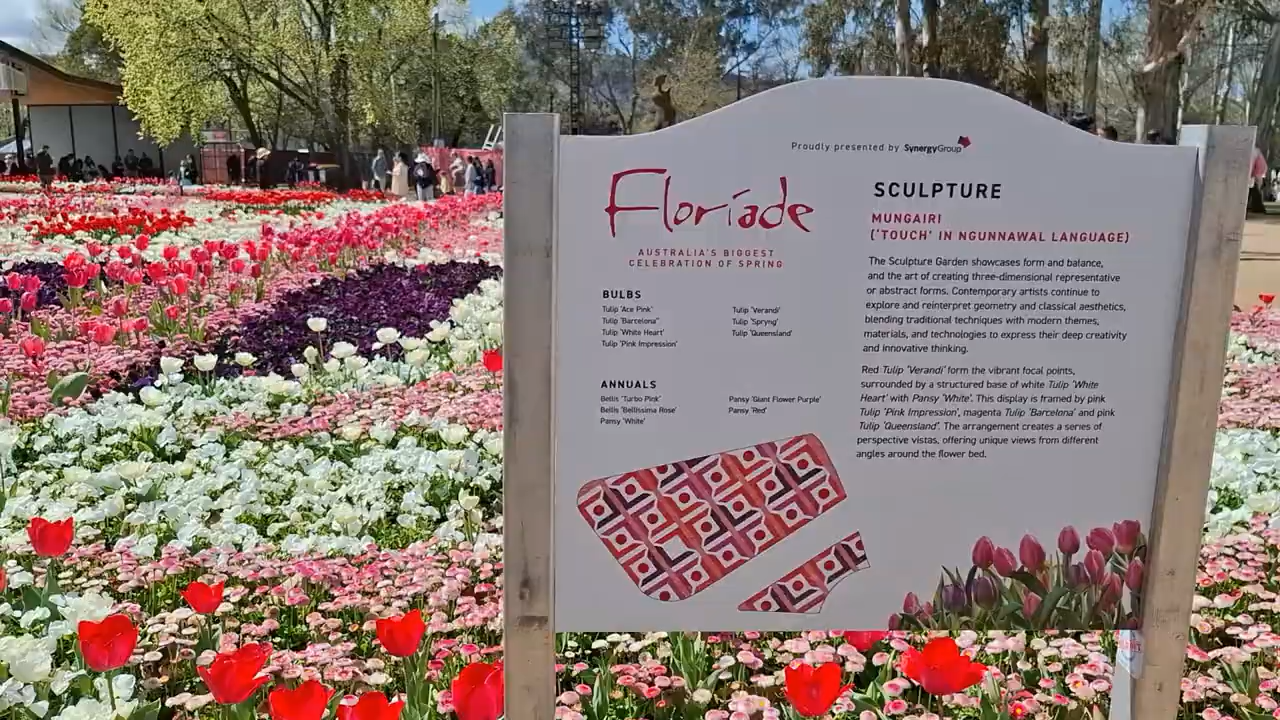 Proudly presented by SynergyGroup
Floriade
AUSTRALIA'S BIGGEST
CELEBRATION OF SPRING
BULBS
Tulip 'Ace Pink'
Tulip 'Barcelona"
Tulip 'White Heart'
Tulip 'Pink Impression'
Tulip 'Verandi'
Tulip 'Spryng'
Tulip 'Queensland'
ANNUALS
Bellis 'Turbo Pink'
Bellis 'Bellissima Rose'
Pansy 'White'
Pansy 'Giant Flower Purple'
Pansy 'Red'
SCULPTURE
MUNGAIRI
('TOUCH' IN NGUNNAWAL LANGUAGE)
The Sculpture Garden showcases form and balance,
and the art of creating three-dimensional representative
or abstract forms. Contemporary artists continue to
explore and reinterpret geometry and classical aesthetics,
blending traditional techniques with modern themes,
materials, and technologies to express their deep creativity
and innovative thinking.
Red Tulip 'Verandi' form the vibrant focal points,
surrounded by a structured base of white Tulip 'White
Heart' with Pansy 'White'. This display is framed by pink
Tulip 'Pink Impression', magenta Tulip 'Barcelona' and pink
Tulip 'Queensland'. The arrangement creates a series of
perspective vistas, offering unique views from different
angles around the flower bed.